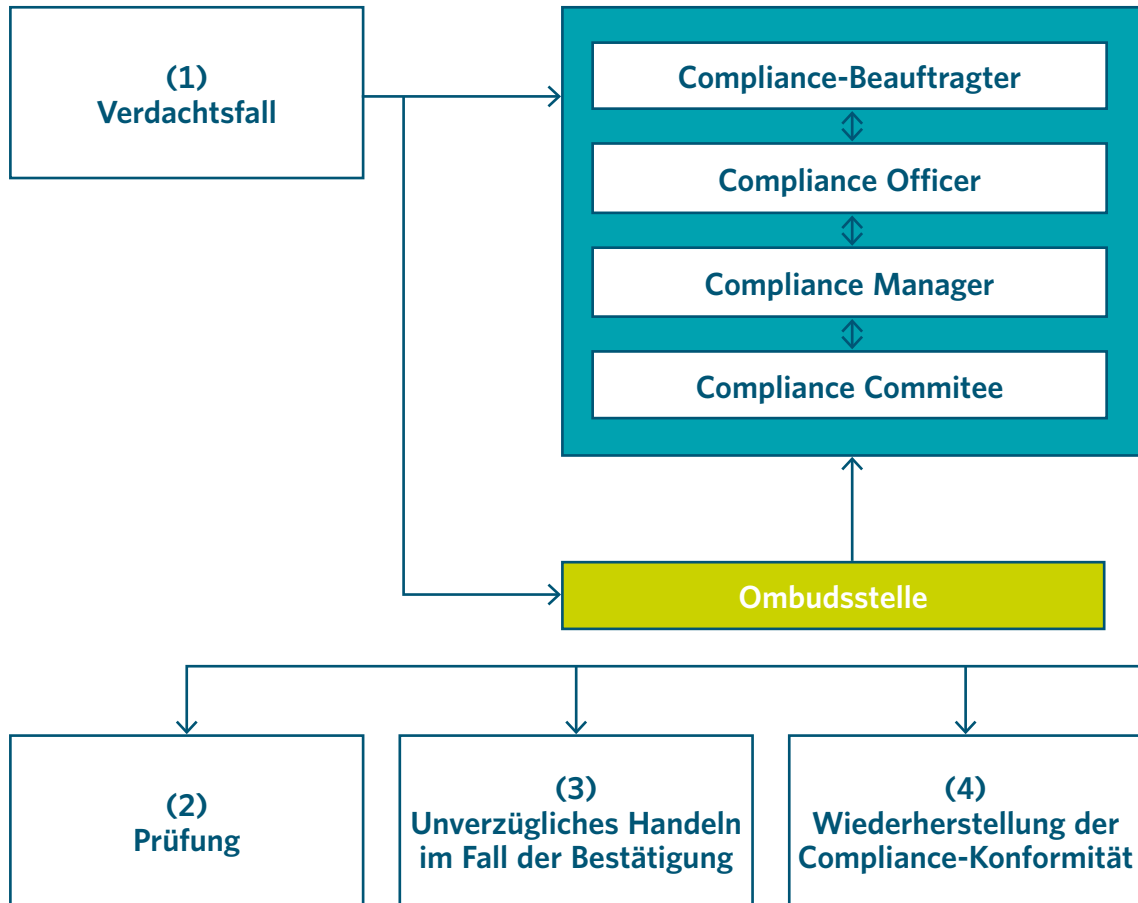 (1)
Verdachtsfall
Compliance-Beauftragter
Compliance Officer
Compliance Manager
Compliance Commitee
Ombudsstelle
(2)
Prüfung
(3)
Unverzügliches Handeln
im Fall der Bestätigung
(4)
Wiederherstellung der
Compliance-Konformität